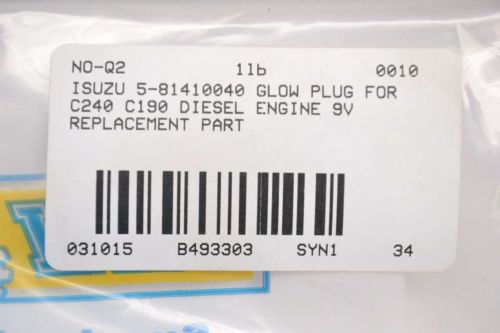 NO-Q2 1lb 0010
ISUZU 5-81410040 GLOW PLUG FOR
C240 C190 DIESEL ENGINE 9V
REPLACEMENT PART
031015 B493303 SYN1 34